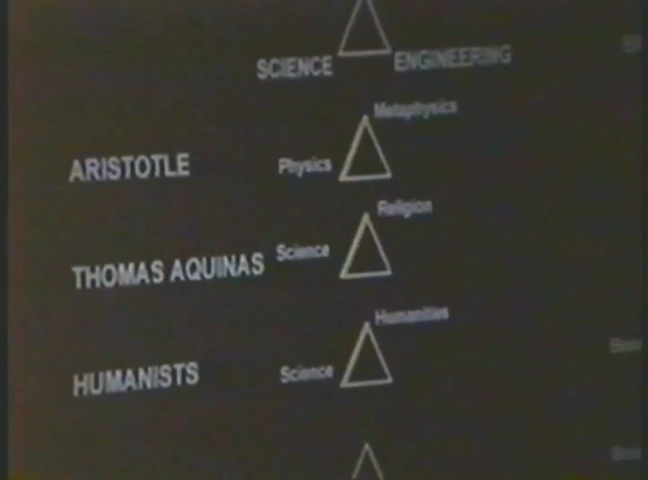 SCIENCE ENGINEERING
Metaphysics
ARISTOTLE Physics
Religion
THOMAS AQUINAS Science
Humanities
HUMANISTS Science